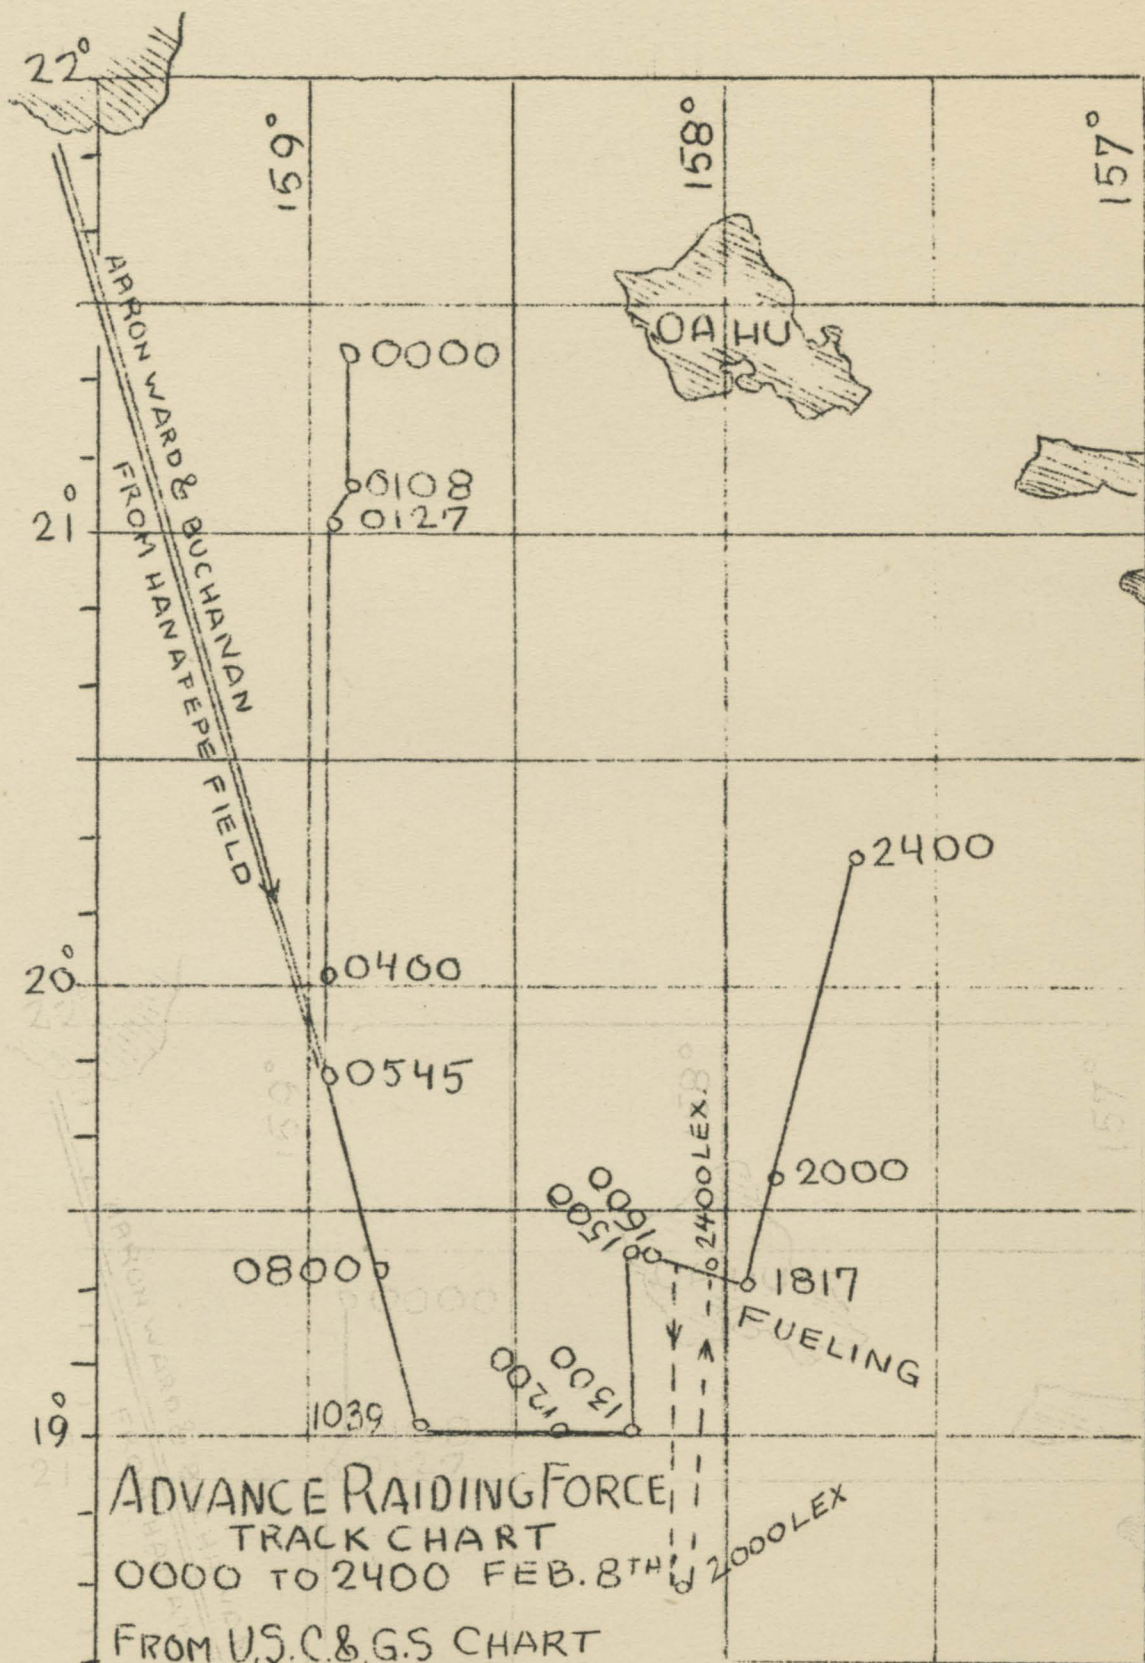 22°
159°
158°
157°
OAHU
0000
AARON WARD & BUCHANAN
FROM HANAPEPE FIELD
0108
0127
21°
2400
20°
0400
0545
2400 LEX.
2000
1500
1600
0800
1817
FUELING
1200
1300
1039
19°
ADVANCE RAIDING FORCE
TRACK CHART
0000 TO 2400 FEB. 8TH
2000 LEX
FROM U.S.C.& G.S CHART